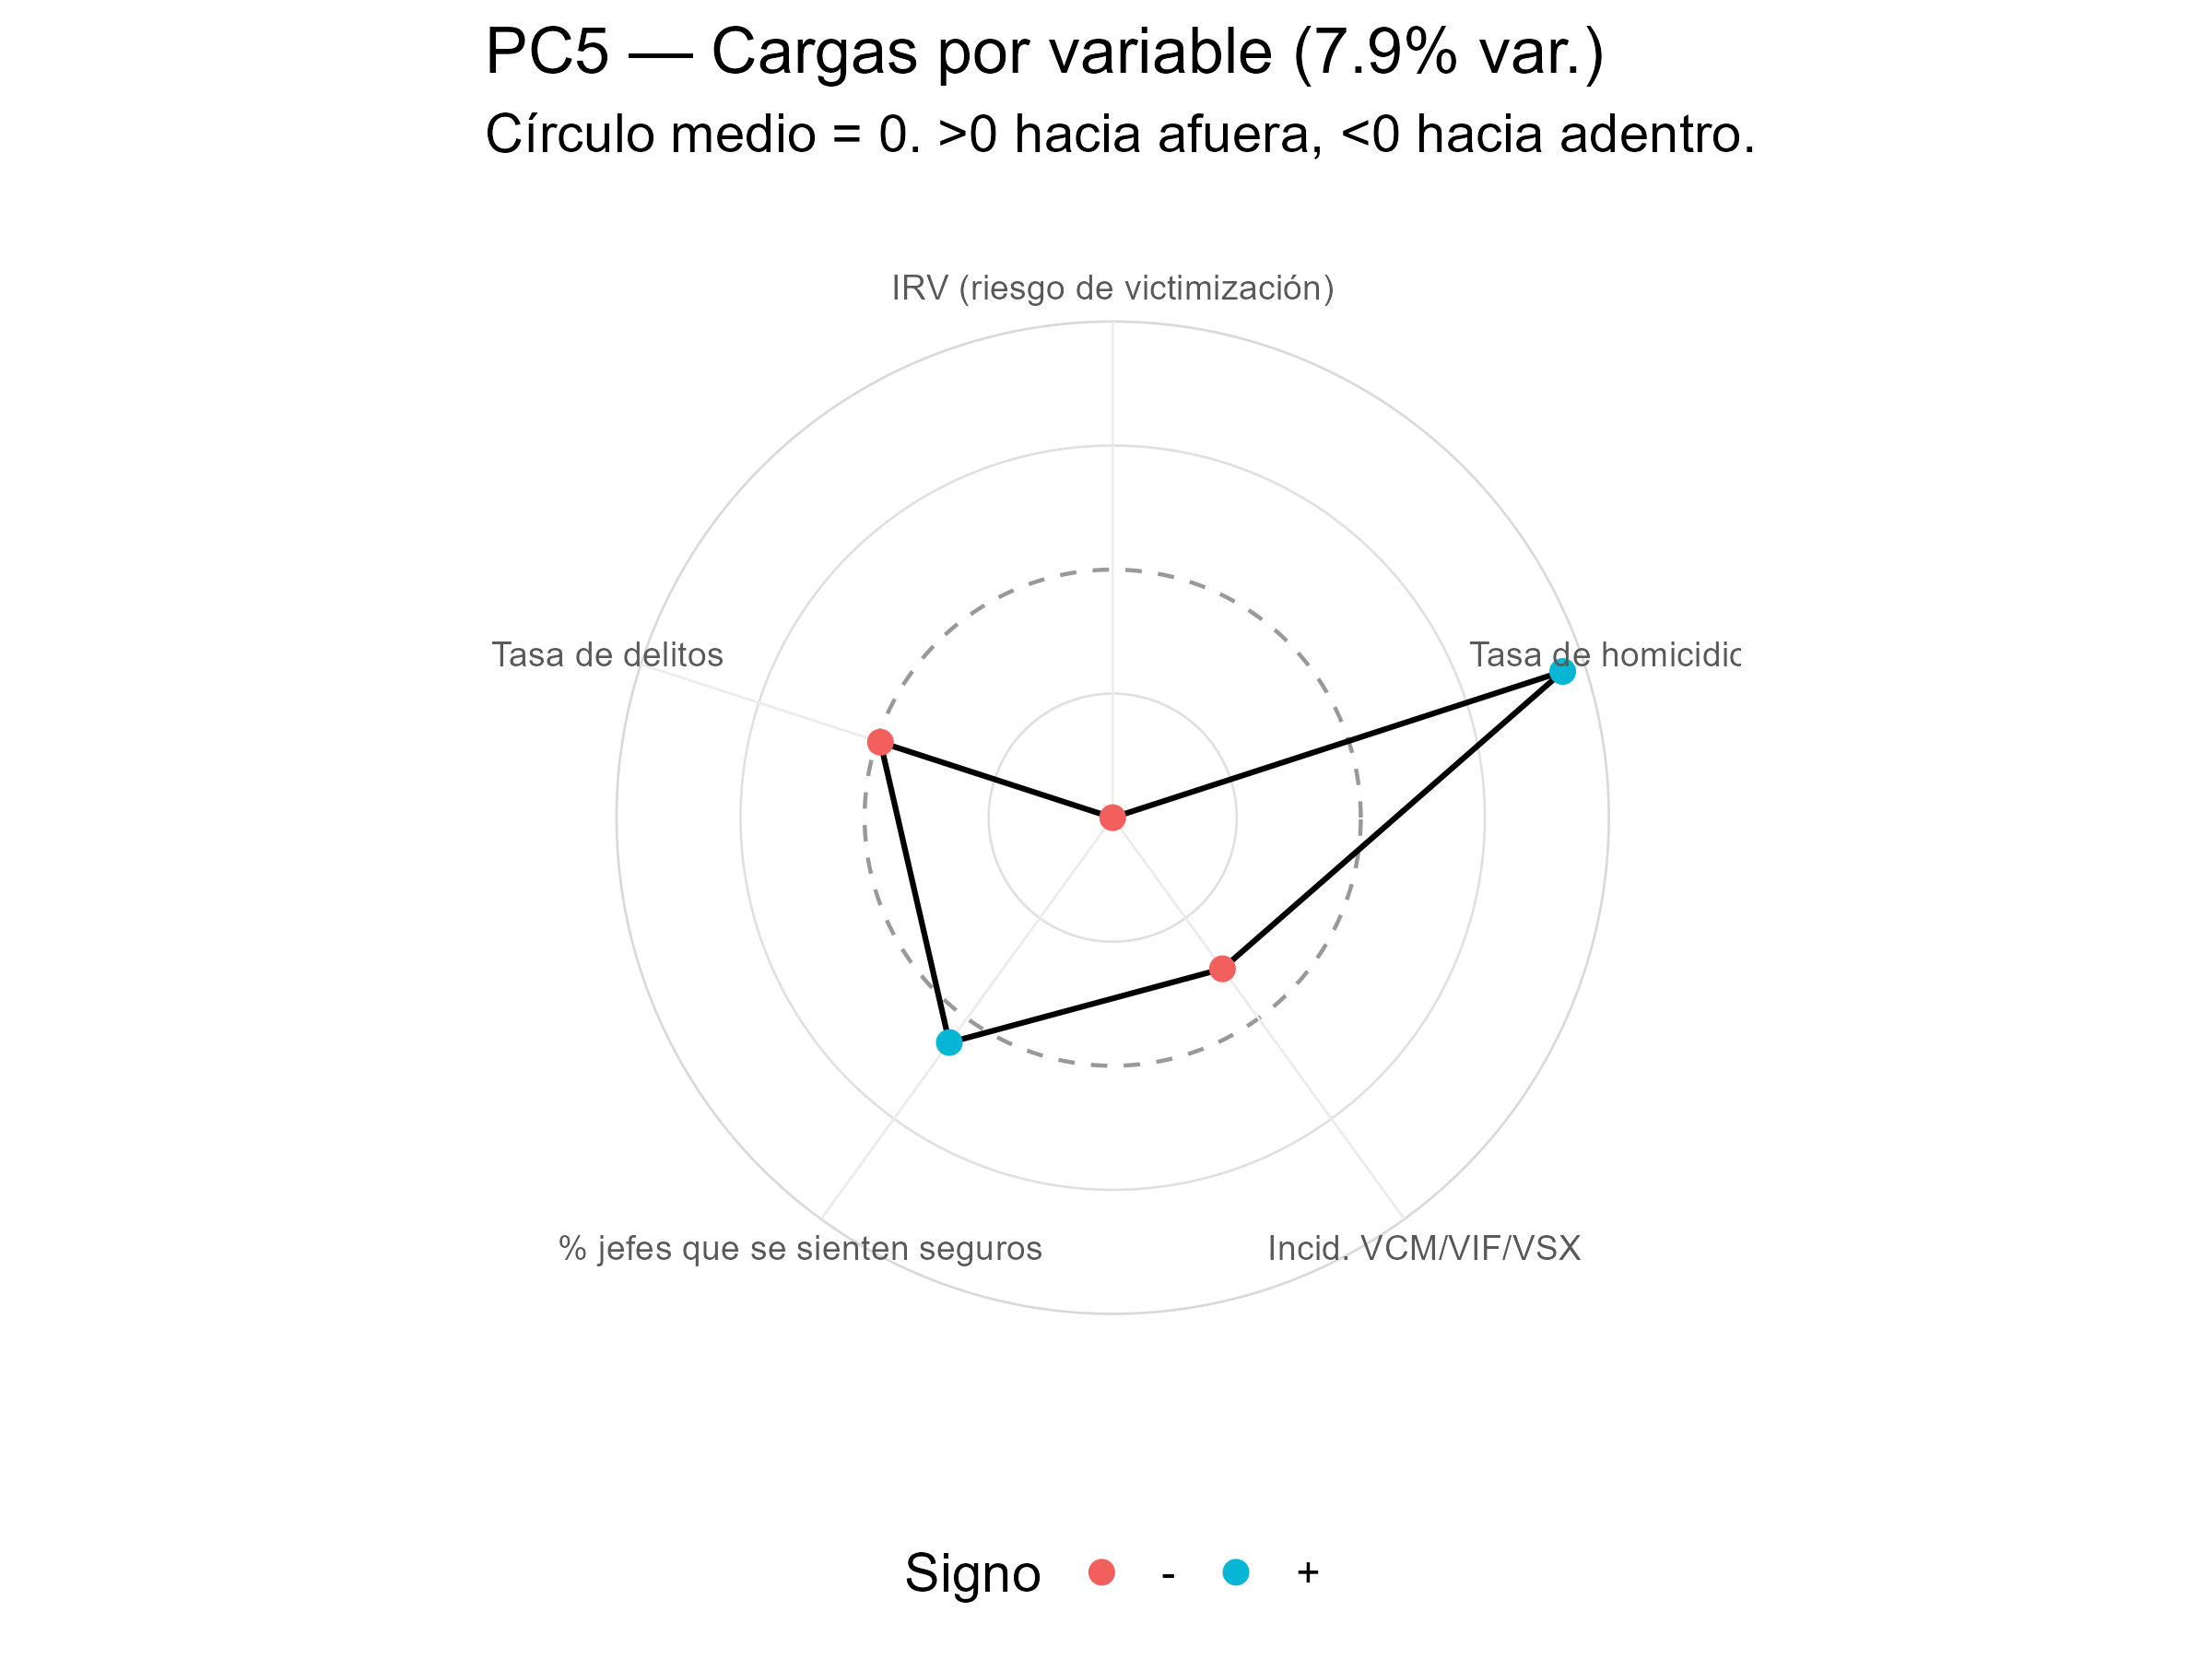 PC5 — Cargas por variable (7.9% var.)
Círculo medio = 0. >0 hacia afuera, <0 hacia adentro.
IRV (riesgo de victimización)
Tasa de delitos
Tasa de homicidic
% jefes que se sienten seguros
Incid. VCM/VIF/VSX
Signo - +